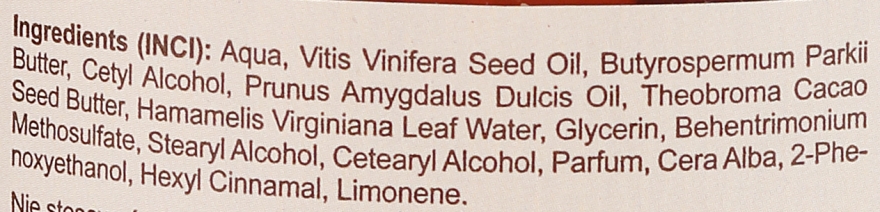 Ingredients (INCI): Aqua, Vitis Vinifera Seed Oil, Butyrospermum Parkii
Butter, Cetyl Alcohol, Prunus Amygdalus Dulcis Oil, Theobroma Cacao
Seed Butter, Hamamelis Virginiana Leaf Water, Glycerin, Behentrimonium
Methosulfate, Stearyl Alcohol, Cetearyl Alcohol, Parfum, Cera Alba, 2-Phe-
noxyethanol, Hexyl Cinnamal, Limonene.
Nie